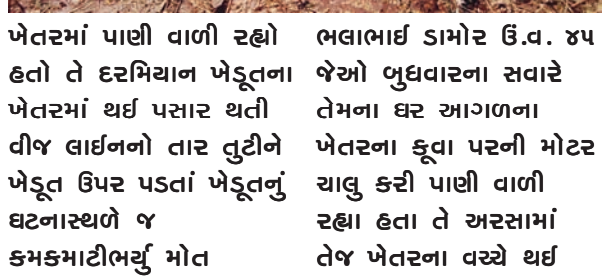 ખેતરમાં પાણી વાળી રહ્યો
હતો તે દરમિયાન ખેડૂતના
ખેતરમાં થઈ પસાર થતી
વીજ લાઈનનો તાર તુટીને
ખેડૂત ઉપર પડતાં ખેડૂતનું
ઘટનાસ્થળે જ
કમકમાટીભર્યુ મોત
ભલાભાઈ ડામોર ઉં.વ. ૪૫
જેઓ બુધવારના સવારે
તેમના ઘર આગળના
ખેતરના કૂવા પરની મોટર
ચાલુ કરી પાણી વાળી
રહ્યા હતા તે અરસામાં
તેજ ખેતરના વચ્ચે થઈ